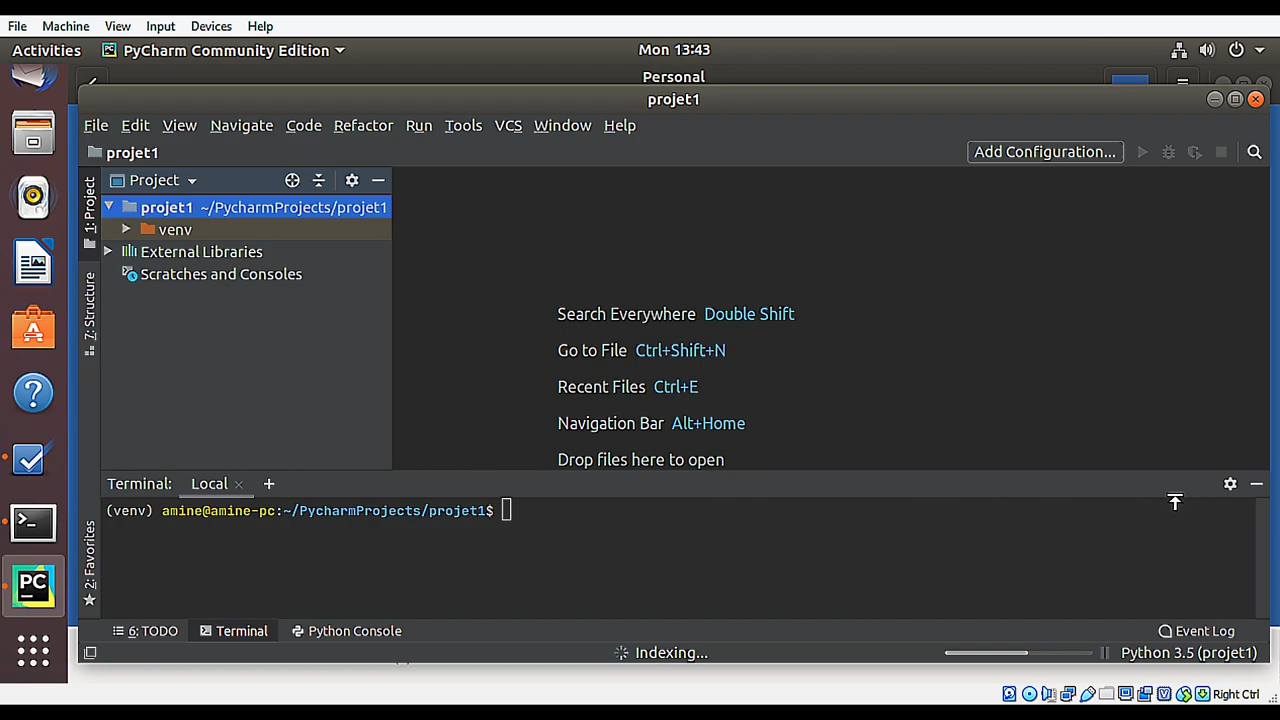 File Machine View Input Devices Help
Activities PyCharm Community Edition Mon 13:43
Personal
projet1
File Edit View Navigate Code Refactor Run Tools VCS Window Help
projet1 Add Configuration...
1: Project
Project
projet1 ~/PycharmProjects/projet1
venv
External Libraries
Scratches and Consoles
7: Structure
Search Everywhere Double Shift
Go to File Ctrl+Shift+N
Recent Files Ctrl+E
Navigation Bar Alt+Home
Drop files here to open
Terminal: Local × +
(venv) amine@amine-pc:~/PycharmProjects/projet1$
2: Favorites
PC
6: TODO Terminal Python Console Event Log
Indexing... Python 3.5 (projet1)
Right Ctrl